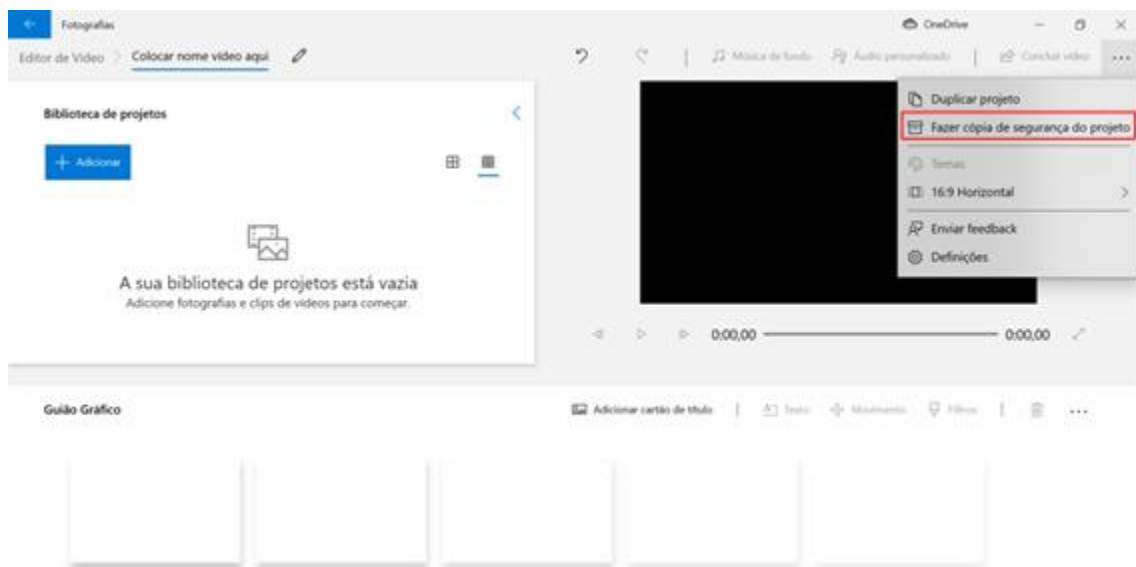 Fotografias
OneDrive
Editor de Vídeo
Colocar nome vídeo aqui
Música de fundo
Áudio personalizado
Concluir vídeo
Biblioteca de projetos
Adicionar
A sua biblioteca de projetos está vazia
Adicione fotografias e clips de vídeos para começar.
Duplicar projeto
Fazer cópia de segurança do projeto
Temas
16:9 Horizontal
Enviar feedback
Definições
0:00,00
0:00,00
Guião Gráfico
Adicionar cartão de título
Texto
Movimento
Filtros